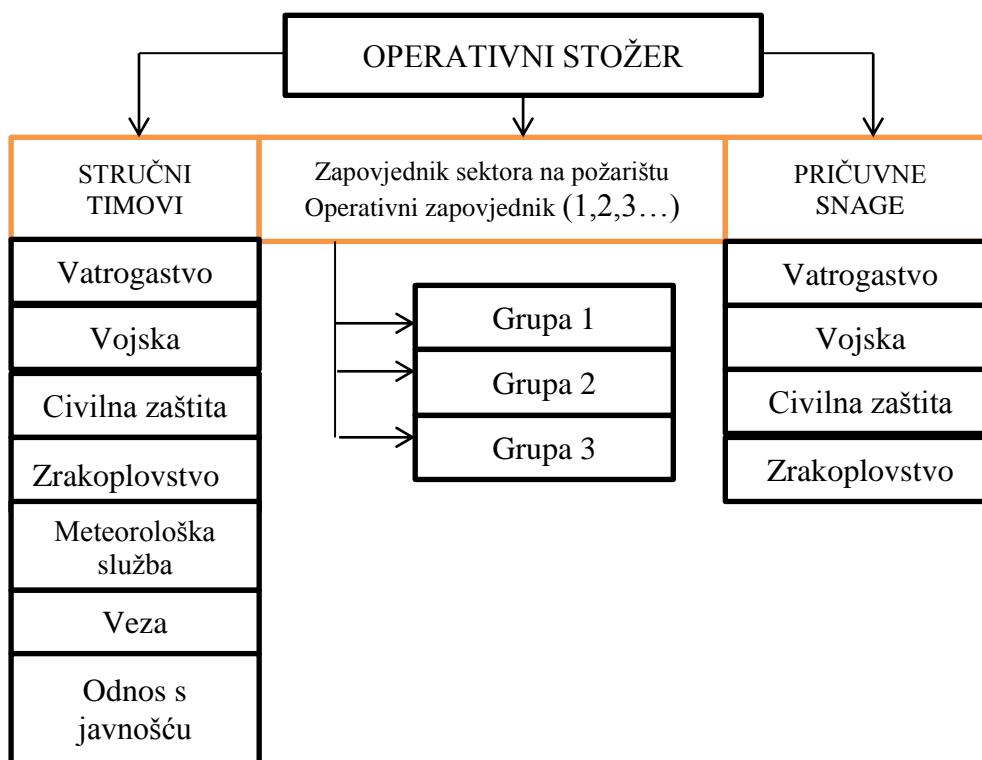 OPERATIVNI STOŽER
STRUČNI
TIMOVI
Vatrogastvo
Vojska
Civilna zaštita
Zrakoplovstvo
Meteorološka
služba
Veza
Odnos s
javnošću
Zapovjednik sektora na požarištu
Operativni zapovjednik (1,2,3…)
Grupa 1
Grupa 2
Grupa 3
PRIČUVNE
SNAGE
Vatrogastvo
Vojska
Civilna zaštita
Zrakoplovstvo